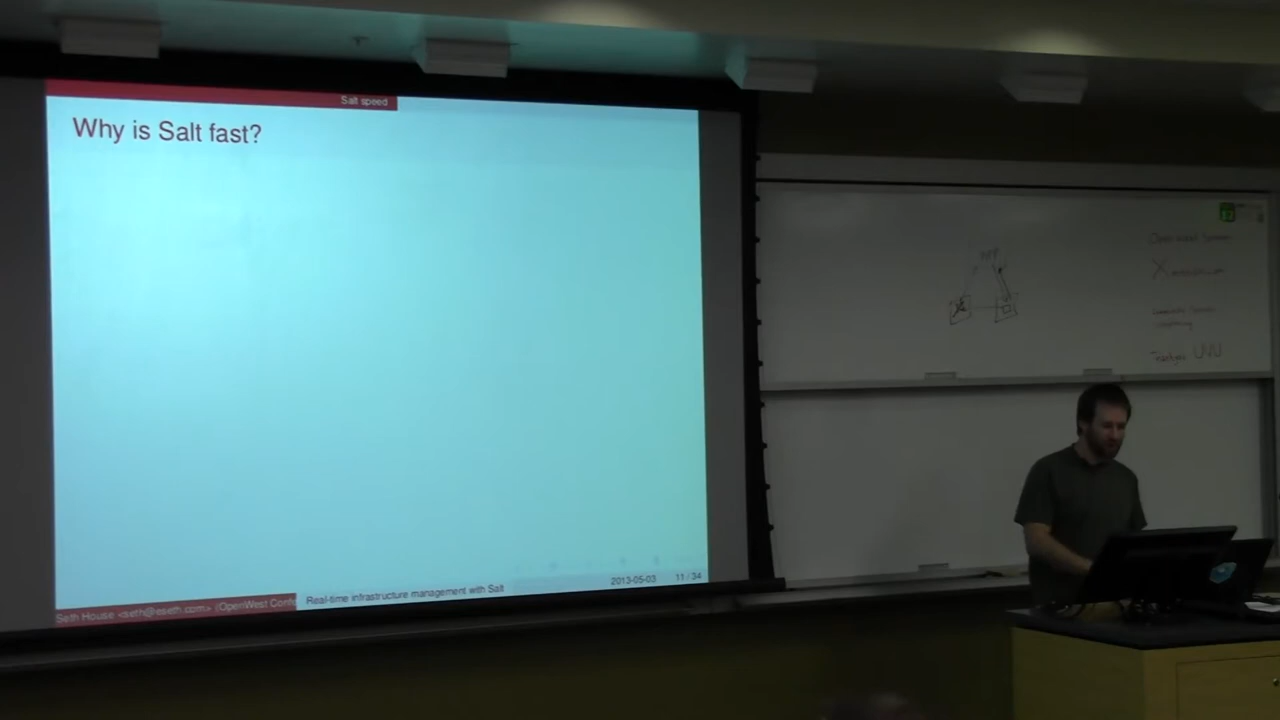 Salt speed
Why is Salt fast?
2013-05-03 11 / 34
Seth House <seth@eseth.com> (OpenWest Conf
Real-time infrastructure management with Salt
UVU